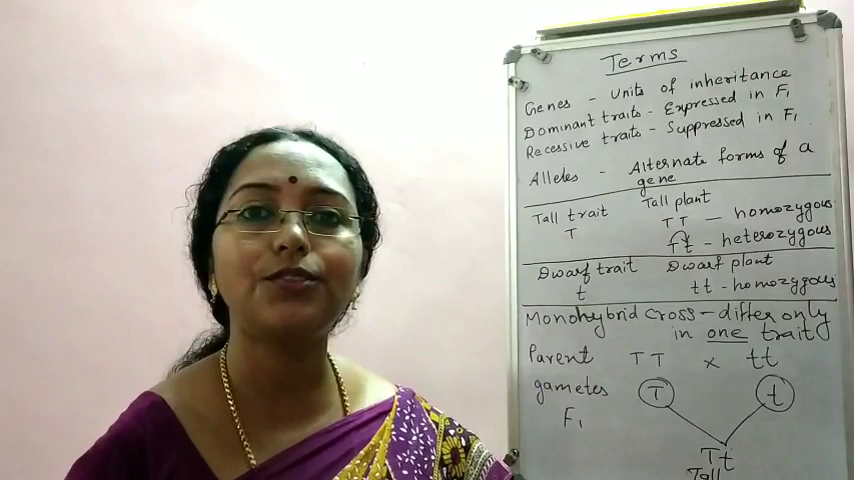 Terms
Genes - Units of inheritance
Dominant traits - Expressed in F₁
Recessive traits - Suppressed in F₁
Alleles - Alternate forms of a
gene
Tall trait Tall plant
T TT - homozygous
Tt - heterozygous
Dwarf trait Dwarf plant
t tt - homozygous
Monohybrid cross - differ only
in one trait
Parent TT x tt
gametes T t
F₁
Tt
Tall